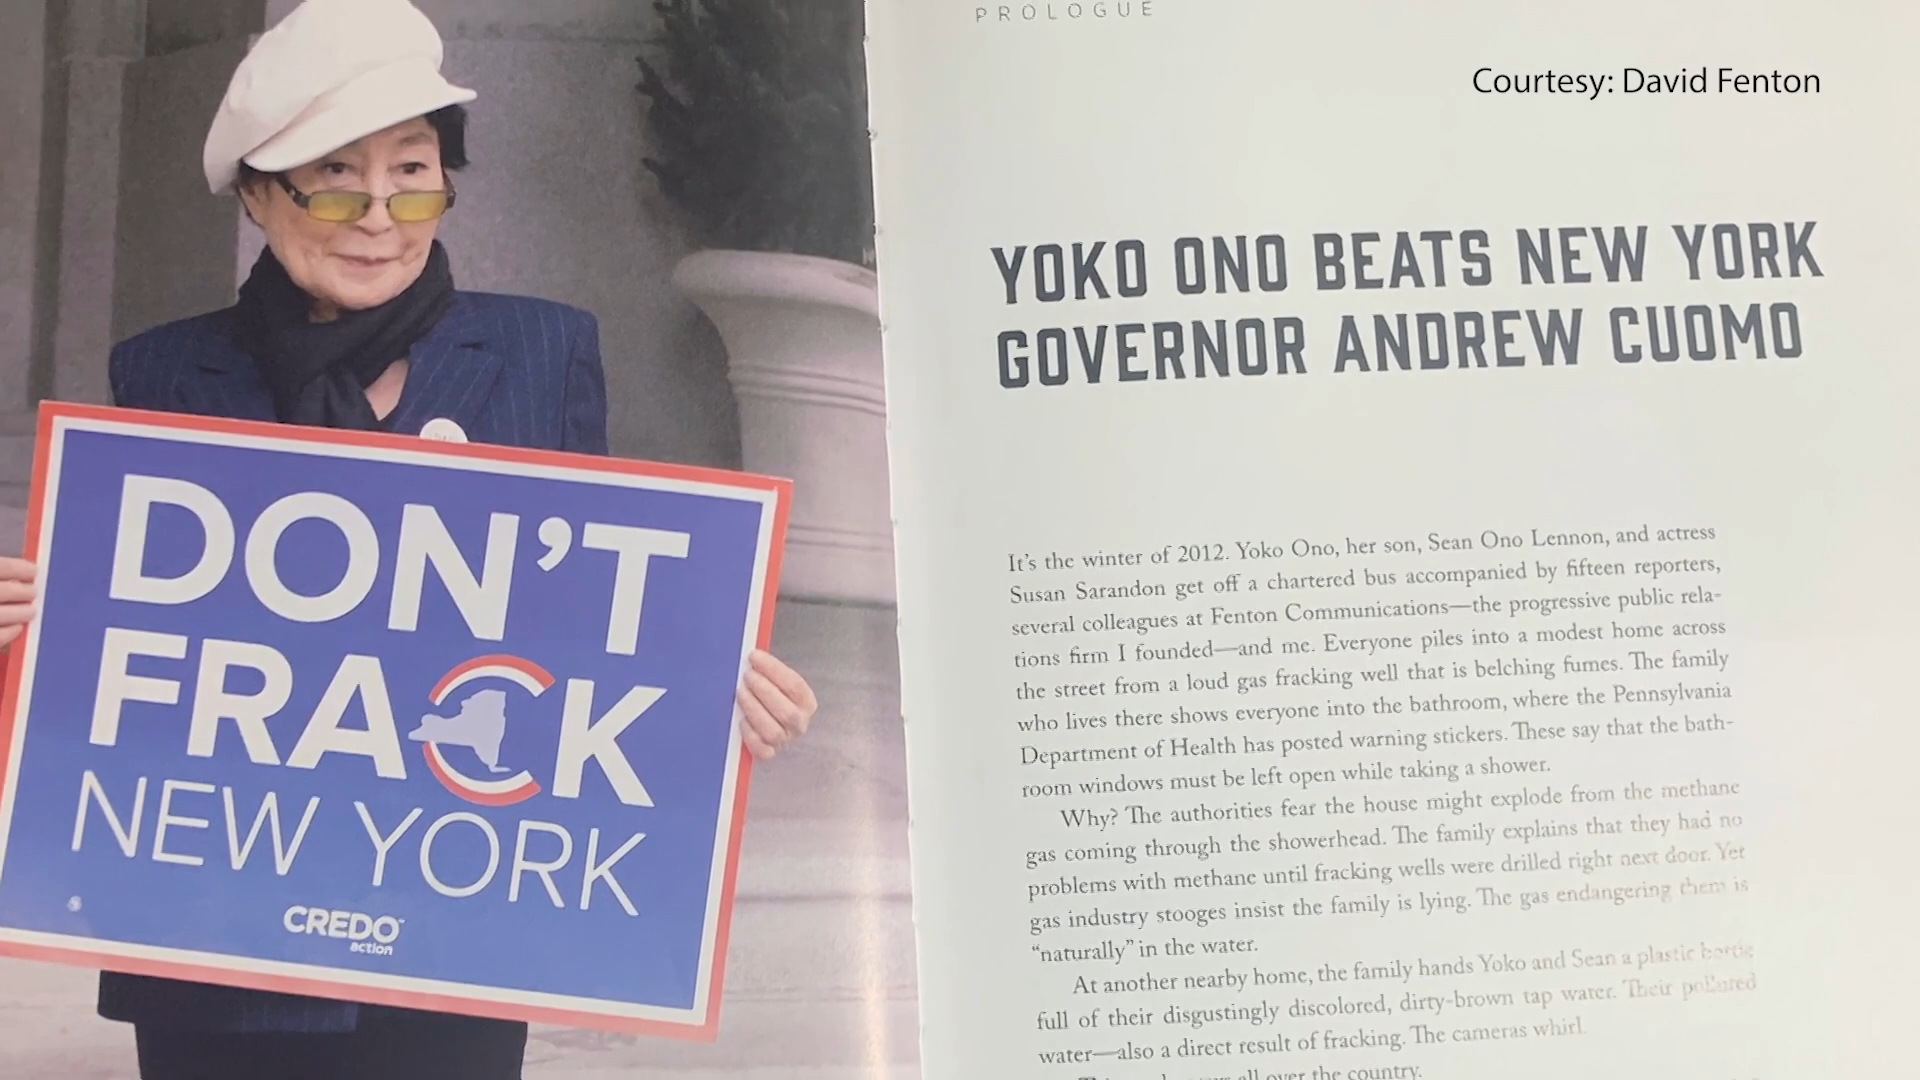 DON'T
FRACK
NEW YORK
CREDO
action
PROLOGUE
Courtesy: David Fenton
YOKO ONO BEATS NEW YORK
GOVERNOR ANDREW CUOMO
It's the winter of 2012. Yoko Ono, her son, Sean Ono Lennon, and actress
Susan Sarandon get off a chartered bus accompanied by fifteen reporters,
several colleagues at Fenton Communications—the progressive public rela-
tions firm I founded—and me. Everyone piles into a modest home across
the street from a loud gas fracking well that is belching fumes. The family
who lives there shows everyone into the bathroom, where the Pennsylvania
Department of Health has posted warning stickers. These say that the bath-
room windows must be left open while taking a shower.
Why? The authorities fear the house might explode from the methane
gas coming through the showerhead. The family explains that they had no
problems with methane until fracking wells were drilled right next door. Yet
gas industry stooges insist the family is lying. The gas endangering them is
"naturally" in the water.
At another nearby home, the family hands Yoko and Sean a plastic bottle
full of their disgustingly discolored, dirty-brown tap water. Their polluted
water—also a direct result of fracking. The cameras whirl.
all over the country.